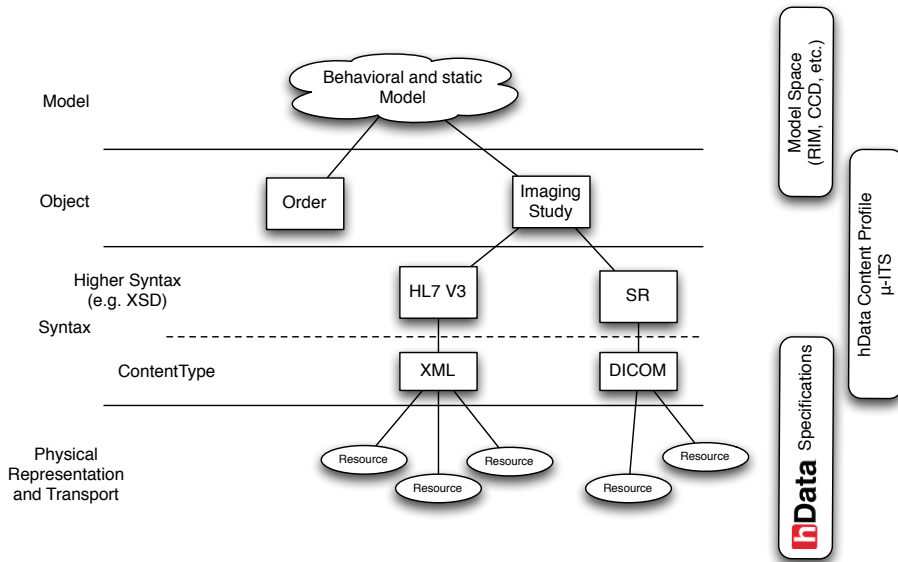 Behavioral and static
Model
Model
Object
Order
Imaging
Study
Higher Syntax
(e.g. XSD)
HL7 V3
SR
Syntax
ContentType
XML
DICOM
Physical
Representation
and Transport
Resource
Resource
Resource
Resource
Resource
Model Space
(RIM, CCD, etc.)
hData Content Profile
µ-ITS
hData Specifications